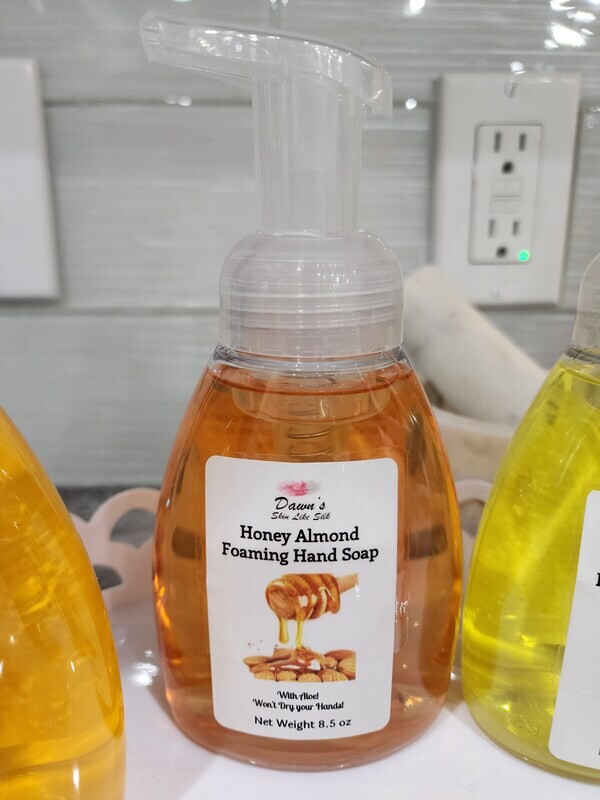 Dawn's
Skin Like Silk
Honey Almond
Foaming Hand Soap
With Aloe!
Won't Dry your Hands!
Net Weight 8.5 oz